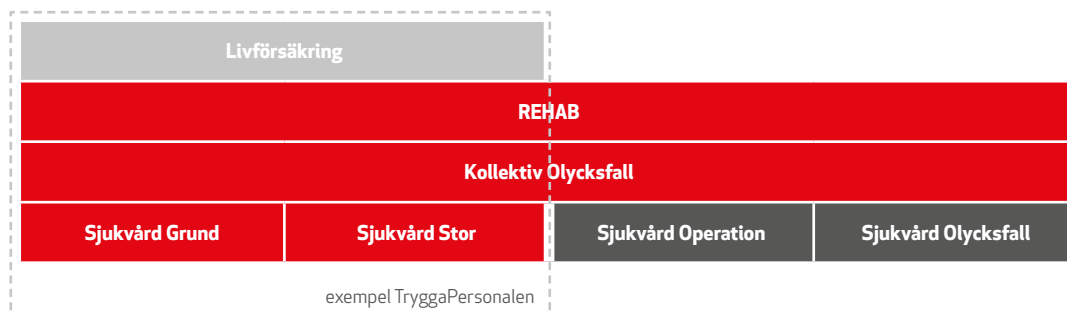 Livförsäkring
REHAB
Kollektiv Olycksfall
Sjukvård Grund
Sjukvård Stor
Sjukvård Operation
Sjukvård Olycksfall
exempel TryggaPersonalen